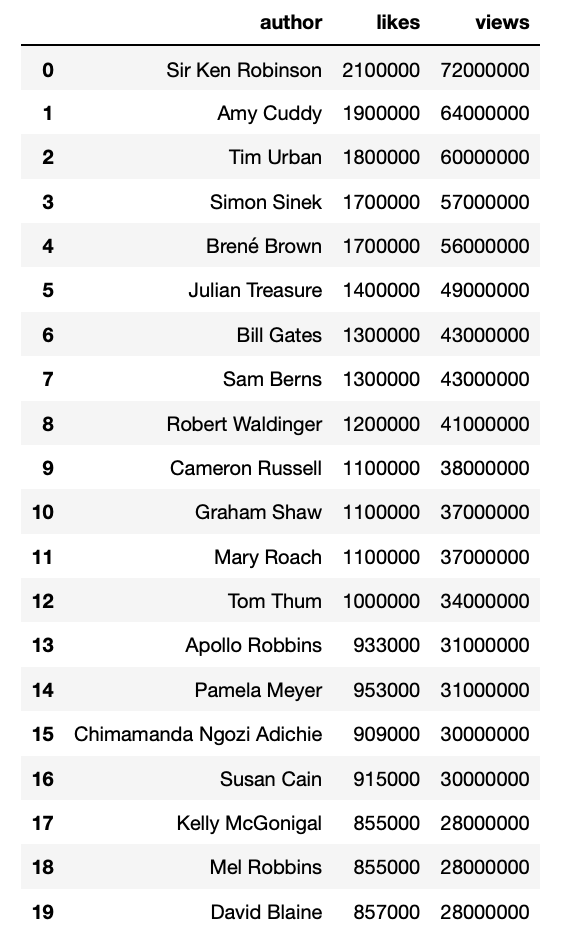 author likes views
0 Sir Ken Robinson 2100000 72000000
1 Amy Cuddy 1900000 64000000
2 Tim Urban 1800000 60000000
3 Simon Sinek 1700000 57000000
4 Brené Brown 1700000 56000000
5 Julian Treasure 1400000 49000000
6 Bill Gates 1300000 43000000
7 Sam Berns 1300000 43000000
8 Robert Waldinger 1200000 41000000
9 Cameron Russell 1100000 38000000
10 Graham Shaw 1100000 37000000
11 Mary Roach 1100000 37000000
12 Tom Thum 1000000 34000000
13 Apollo Robbins 933000 31000000
14 Pamela Meyer 953000 31000000
15 Chimamanda Ngozi Adichie 909000 30000000
16 Susan Cain 915000 30000000
17 Kelly McGonigal 855000 28000000
18 Mel Robbins 855000 28000000
19 David Blaine 857000 28000000